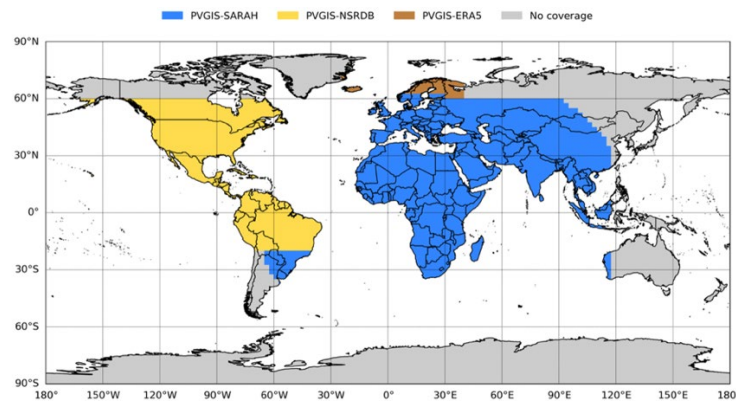 PVGIS-SARAH PVGIS-NSRDB PVGIS-ERA5 No coverage
90°N
60°N
30°N
0°
30°S
60°S
90°S
180° 150°W 120°W 90°W 60°W 30°W 0° 30°E 60°E 90°E 120°E 150°E 180°